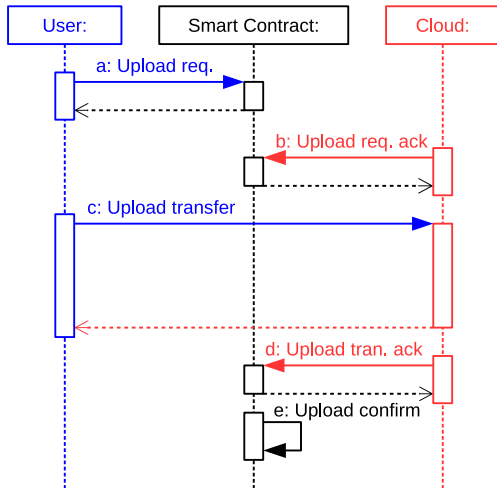 User:
Smart Contract:
Cloud:
a: Upload req.
b: Upload req. ack
c: Upload transfer
d: Upload tran. ack
e: Upload confirm